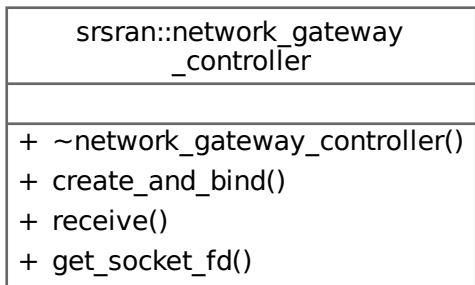 srsran::network_gateway
_controller
+ ~network_gateway_controller()
+ create_and_bind()
+ receive()
+ get_socket_fd()